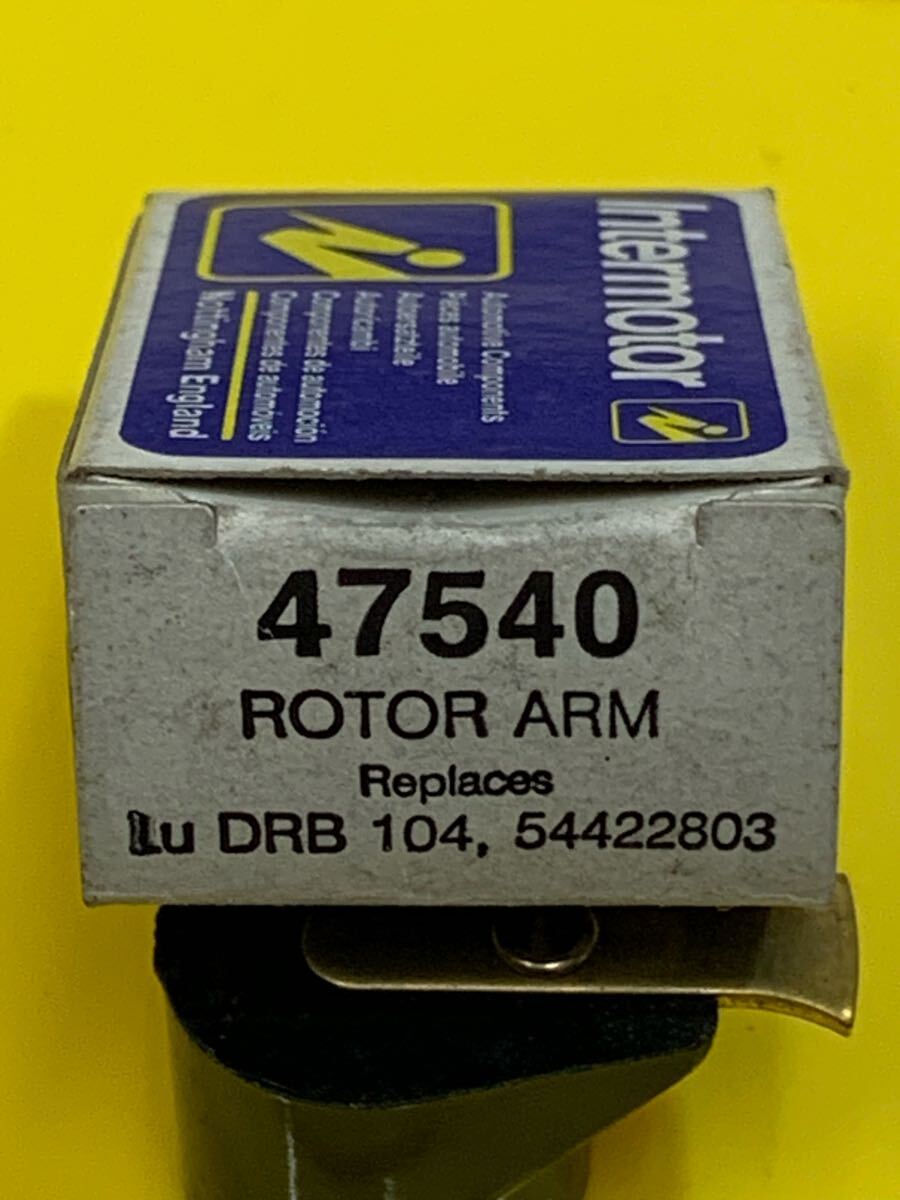 Intermotor
Automotive Components
Pièces automobile
Autoersatzteile
Autoricambi
Componentes de automoción
Componentes de automóveis
Nottingham England
47540
ROTOR ARM
Replaces
Lu DRB 104, 54422803